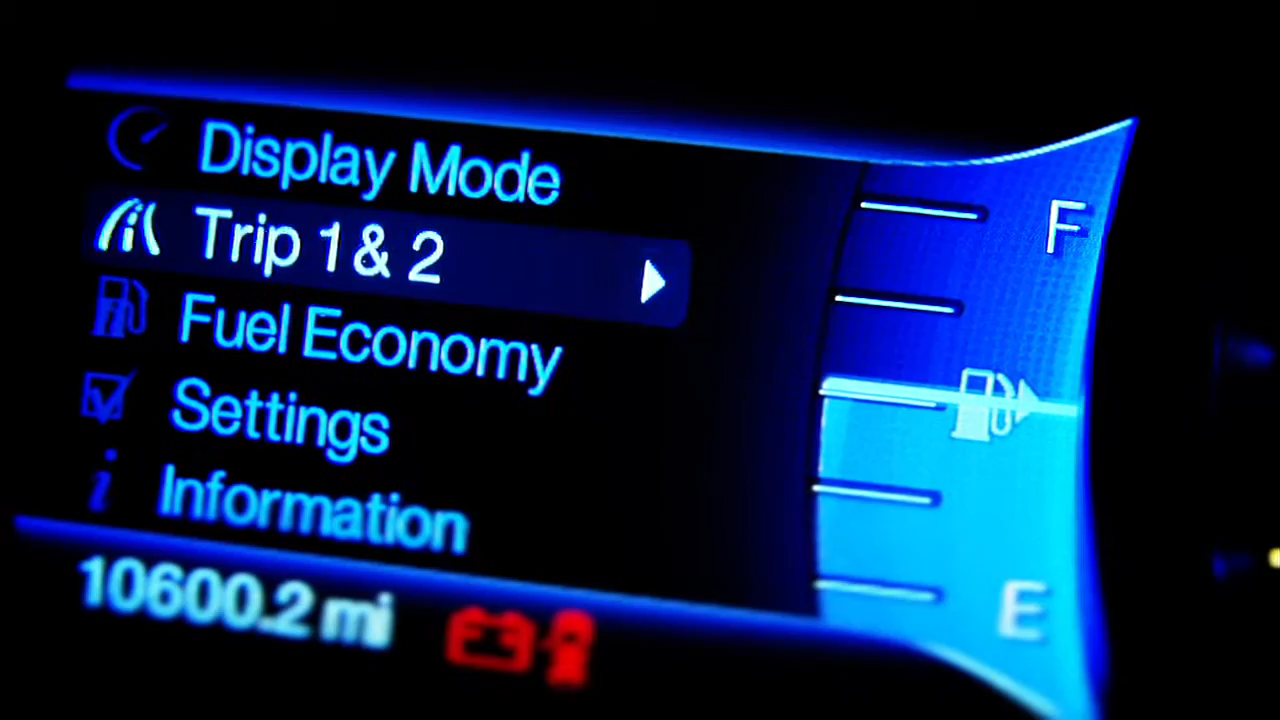 Display Mode
Trip 1 & 2
Fuel Economy
Settings
Information
10600.2 mi
F
E